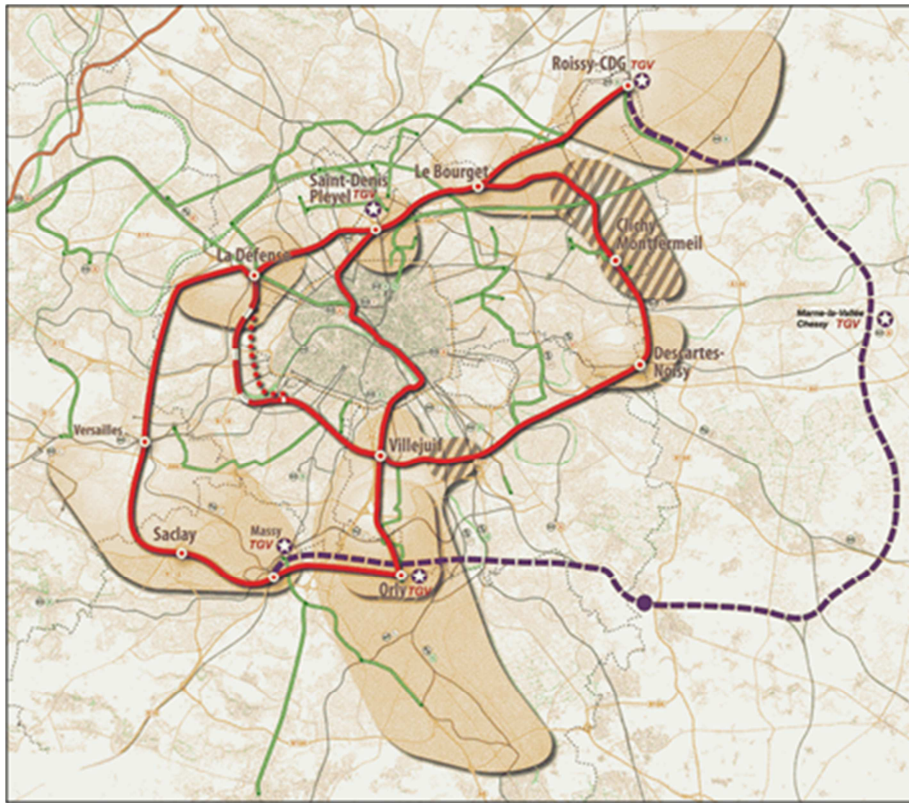 Roissy-CDG TGV
Le Bourget
Saint-Denis
Pleyel TGV
La Défense
Clichy
Montfermeil
Marne-la-Vallée
Chessy TGV
Descartes-
Noisy
Versailles
Villejuif
Saclay
Massy
TGV
Orly TGV